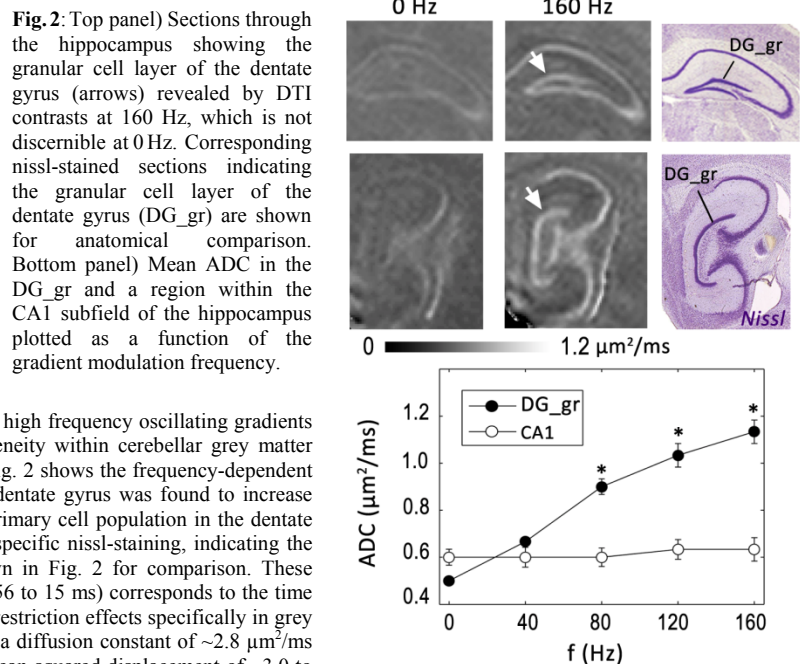 Fig. 2: Top panel) Sections through
the hippocampus showing the
granular cell layer of the dentate
gyrus (arrows) revealed by DTI
contrasts at 160 Hz, which is not
discernible at 0 Hz. Corresponding
nissl-stained sections indicating
the granular cell layer of the
dentate gyrus (DG_gr) are shown
for anatomical comparison.
Bottom panel) Mean ADC in the
DG_gr and a region within the
CA1 subfield of the hippocampus
plotted as a function of the
gradient modulation frequency.
high frequency oscillating gradients
eneity within cerebellar grey matter
g. 2 shows the frequency-dependent
dentate gyrus was found to increase
rimary cell population in the dentate
specific nissl-staining, indicating the
n in Fig. 2 for comparison. These
56 to 15 ms) corresponds to the time
estriction effects specifically in grey
a diffusion constant of ~2.8 µm²/ms
0 Hz 160 Hz
DG_gr
DG_gr
Nissl
0 1.2 µm²/ms
DG_gr
CA1
ADC (µm²/ms)
1.2
1.0
0.8
0.6
0.4
* * *
0 40 80 120 160
f (Hz)